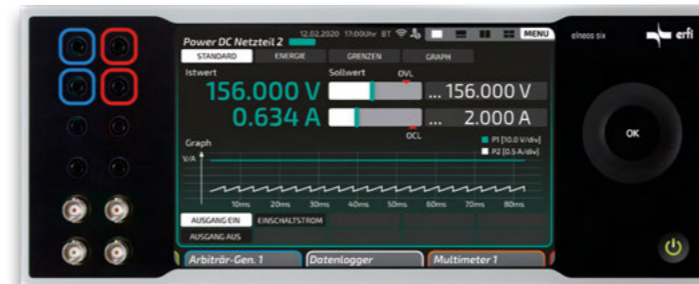 12.02.2020 17:00Uhr BT MENU
Power DC Netzteil 2
elneos six erfi
STANDARD ENERGIE GRENZEN GRAPH
Istwert Sollwert OVL
156.000 V ... 156.000 V
0.634 A ... 2.000 A
OCL
Graph
P1 [10.0 V/div]
P2 [0.5 A/div]
V/A
10ms 20ms 30ms 40ms 50ms 60ms 70ms 80ms
AUSGANG EIN EINSCHALTSTROM
AUSGANG AUS
Arbiträr-Gen. 1 Datenlogger Multimeter 1
OK